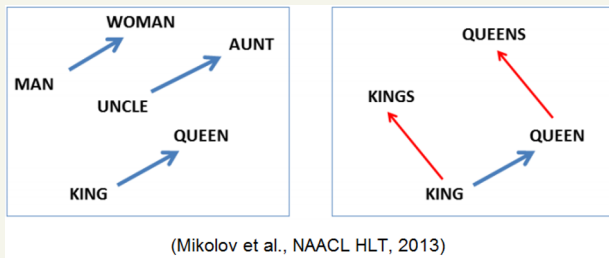 WOMAN
AUNT
MAN
UNCLE
QUEEN
KING
QUEENS
KINGS
QUEEN
KING
(Mikolov et al., NAACL HLT, 2013)